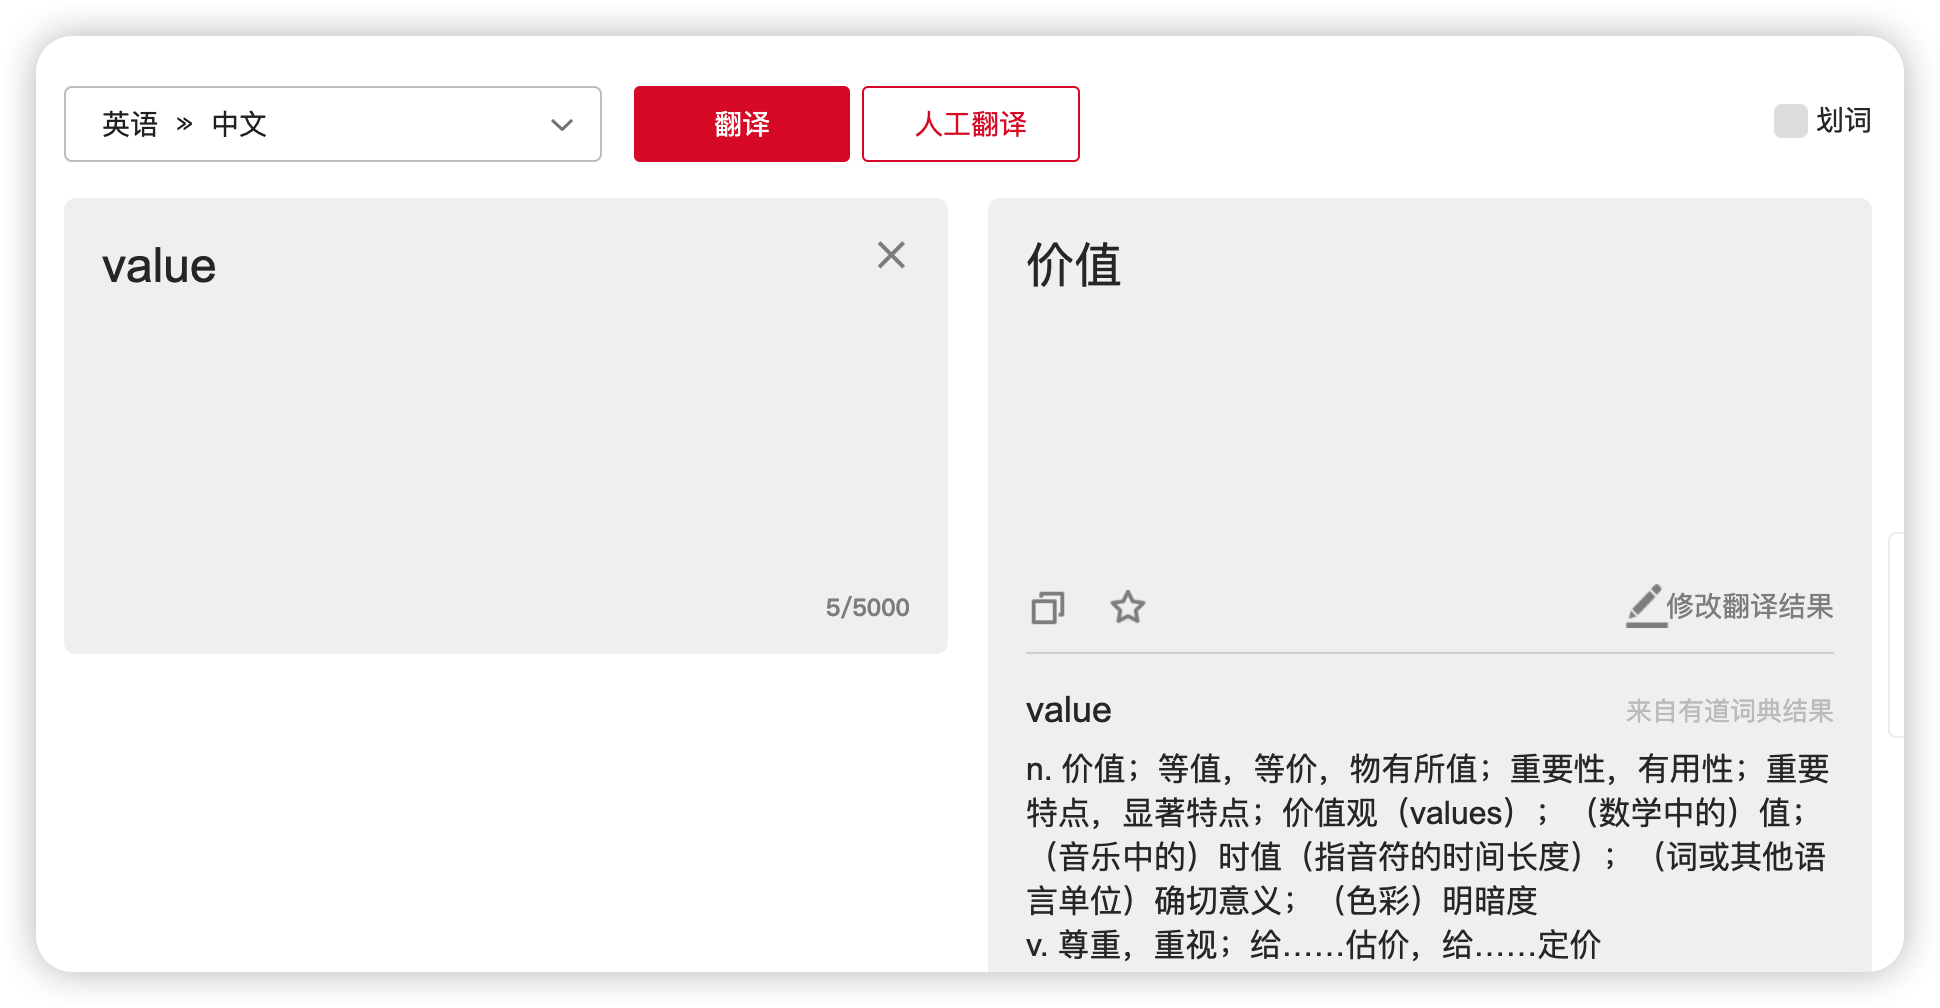 英语 » 中文
翻译
人工翻译
划词
value
5/5000
价值
修改翻译结果
value
来自有道词典结果
n. 价值；等值，等价，物有所值；重要性，有用性；重要
特点，显著特点；价值观（values）；（数学中的）值；
（音乐中的）时值（指音符的时间长度）；（词或其他语
言单位）确切意义；（色彩）明暗度
v. 尊重，重视；给……估价，给……定价